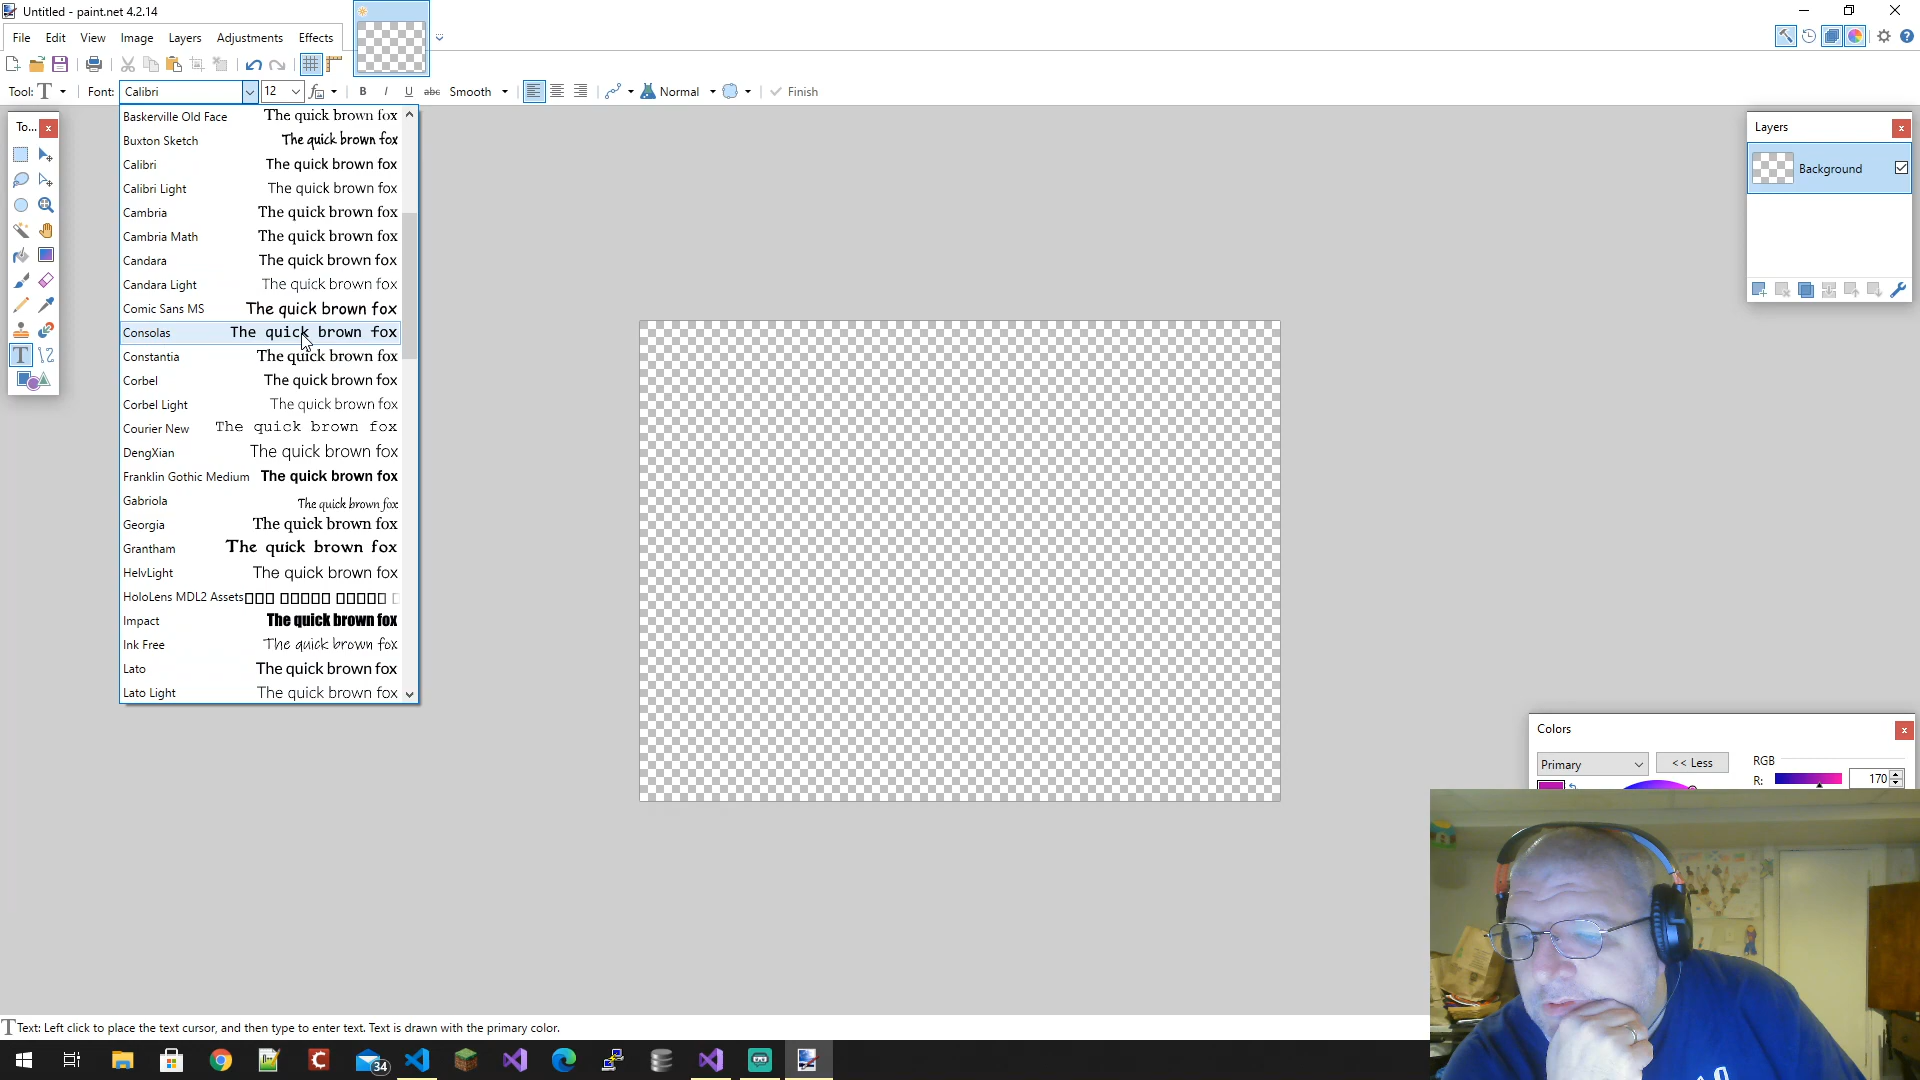 Untitled - paint.net 4.2.14
File Edit View Image Layers Adjustments Effects
Tool: T Font: Calibri 12 fx B I U abc Smooth Normal Finish
To...
Baskerville Old Face The quick brown fox
Buxton Sketch The quick brown fox
Calibri The quick brown fox
Calibri Light The quick brown fox
Cambria The quick brown fox
Cambria Math The quick brown fox
Candara The quick brown fox
Candara Light The quick brown fox
Comic Sans MS The quick brown fox
Consolas The quick brown fox
Constantia The quick brown fox
Corbel The quick brown fox
Corbel Light The quick brown fox
Courier New The quick brown fox
DengXian The quick brown fox
Franklin Gothic Medium The quick brown fox
Gabriola The quick brown fox
Georgia The quick brown fox
Grantham The quick brown fox
HelvLight The quick brown fox
HoloLens MDL2 Assets
Impact The quick brown fox
Ink Free The quick brown fox
Lato The quick brown fox
Lato Light The quick brown fox
Layers
Background
Colors
Primary << Less RGB
R: 170
Text: Left click to place the text cursor, and then type to enter text. Text is drawn with the primary color.
34